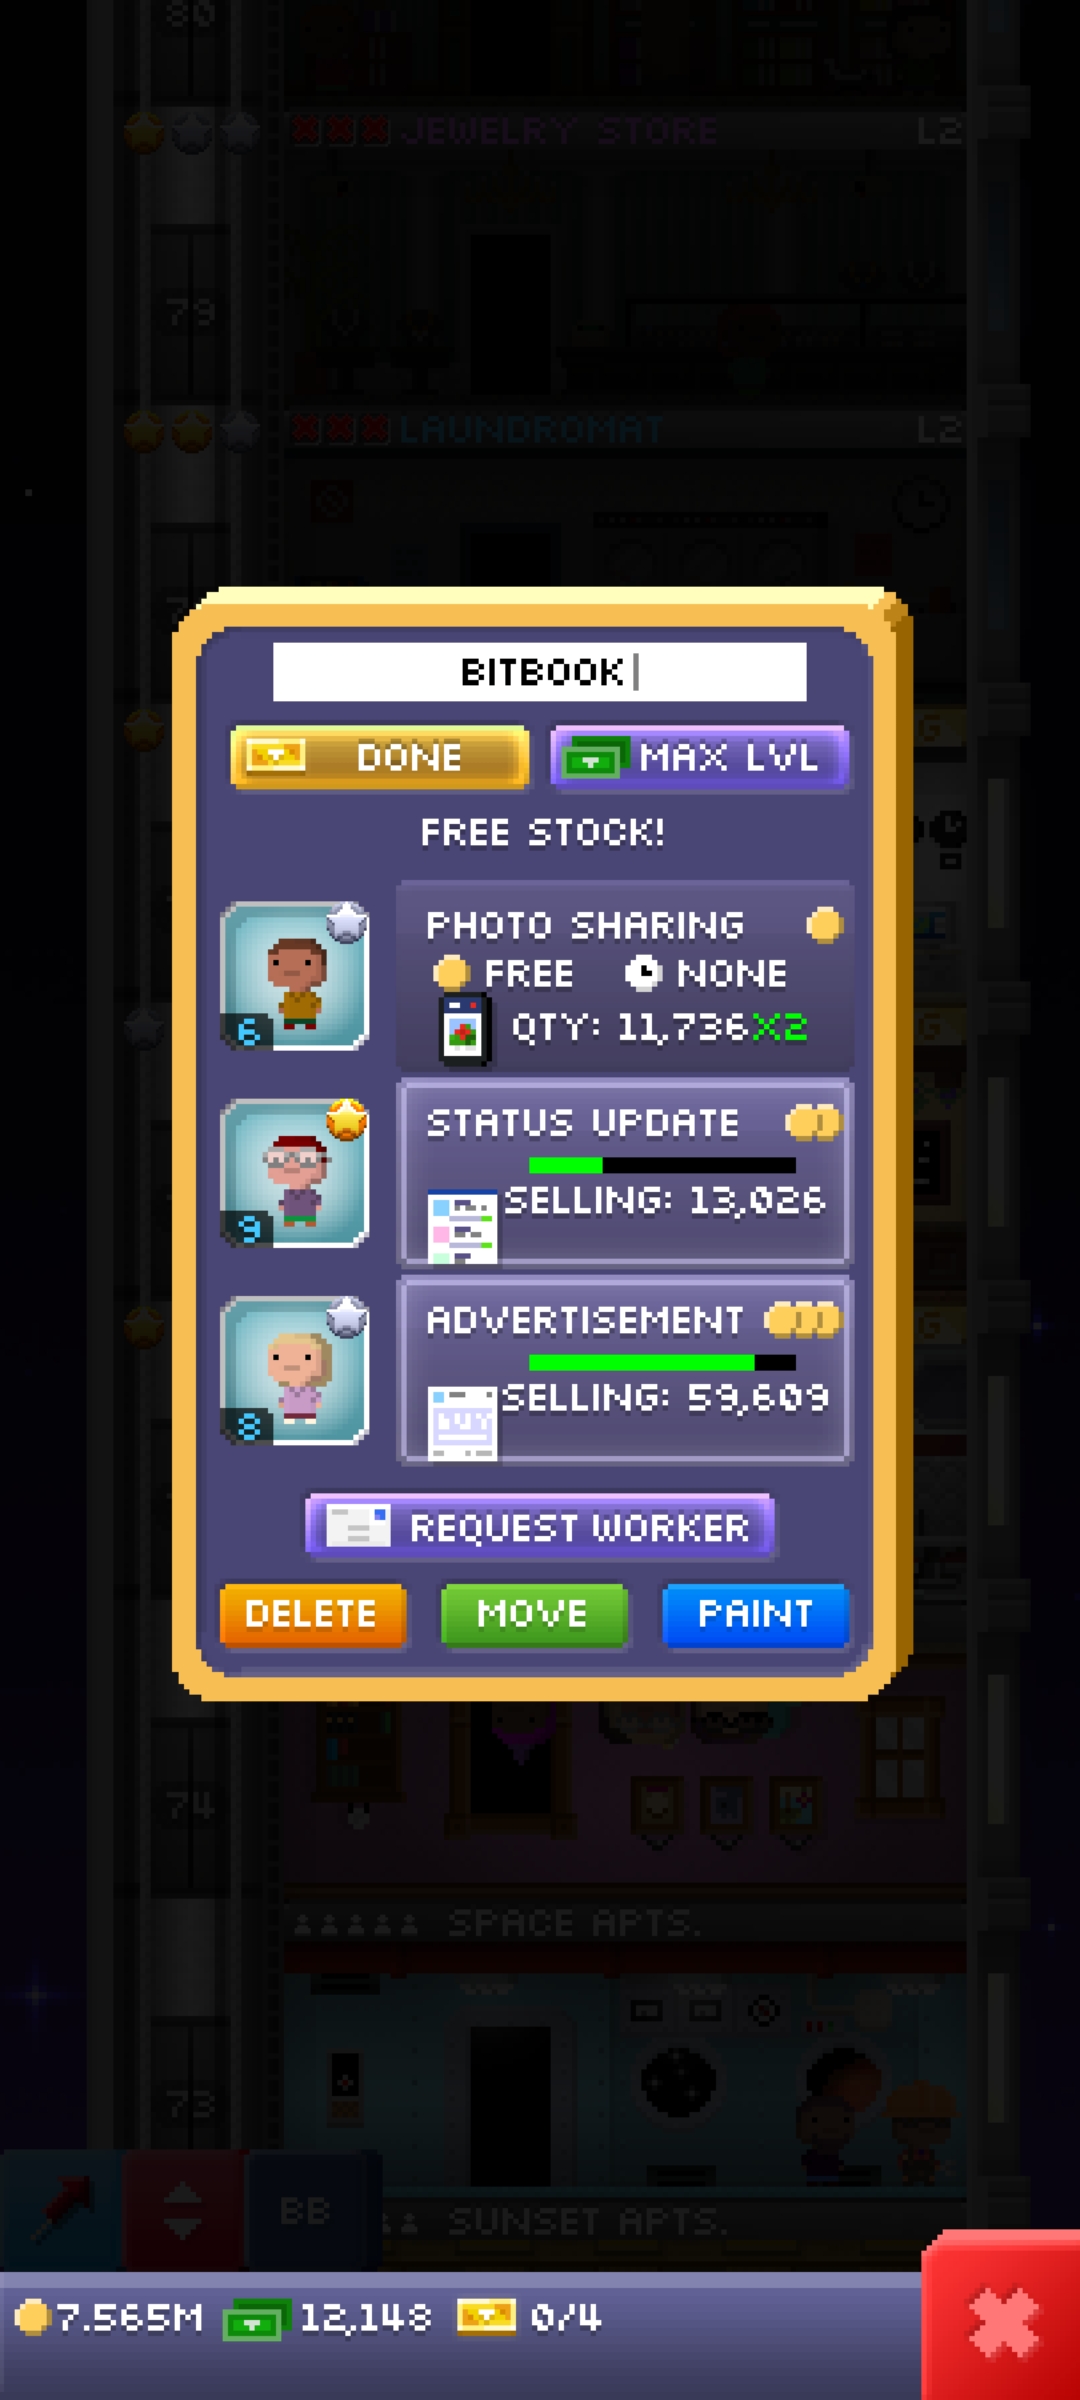 80
JEWELRY STORE L2
79
LAUNDROMAT L2
BITBOOK
DONE MAX LVL
FREE STOCK!
PHOTO SHARING
FREE NONE
QTY: 11,736X2
6
STATUS UPDATE
SELLING: 13,026
9
ADVERTISEMENT
SELLING: 59,609
8
REQUEST WORKER
DELETE MOVE PAINT
74
SPACE APTS.
73
BB
SUNSET APTS.
7.565M 12,148 0/4